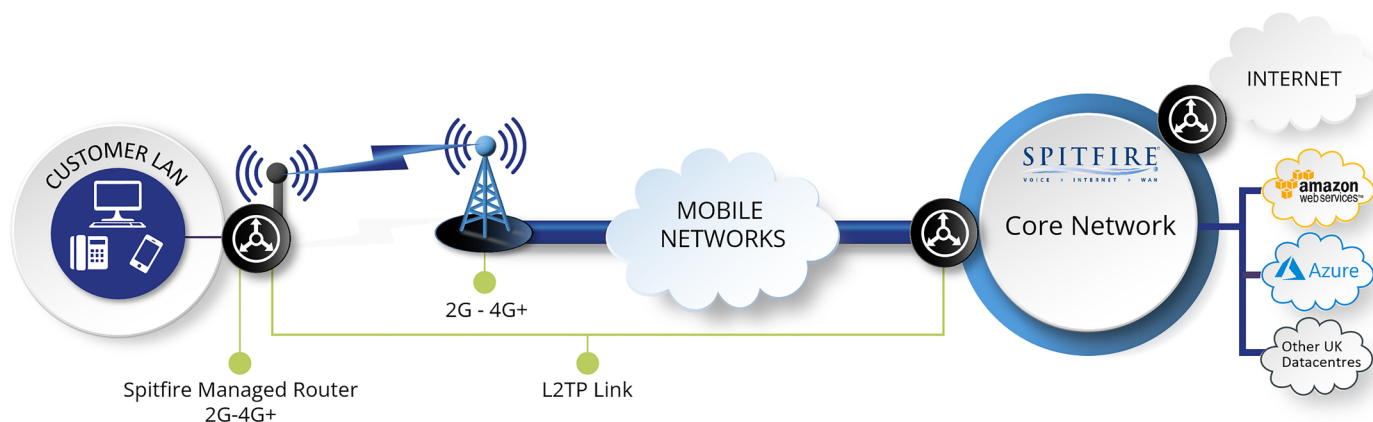 CUSTOMER LAN
Spitfire Managed Router
2G-4G+
2G - 4G+
L2TP Link
MOBILE
NETWORKS
SPITFIRE
VOICE INTERNET WAN
Core Network
INTERNET
amazon
web services™
Azure
Other UK
Datacentres